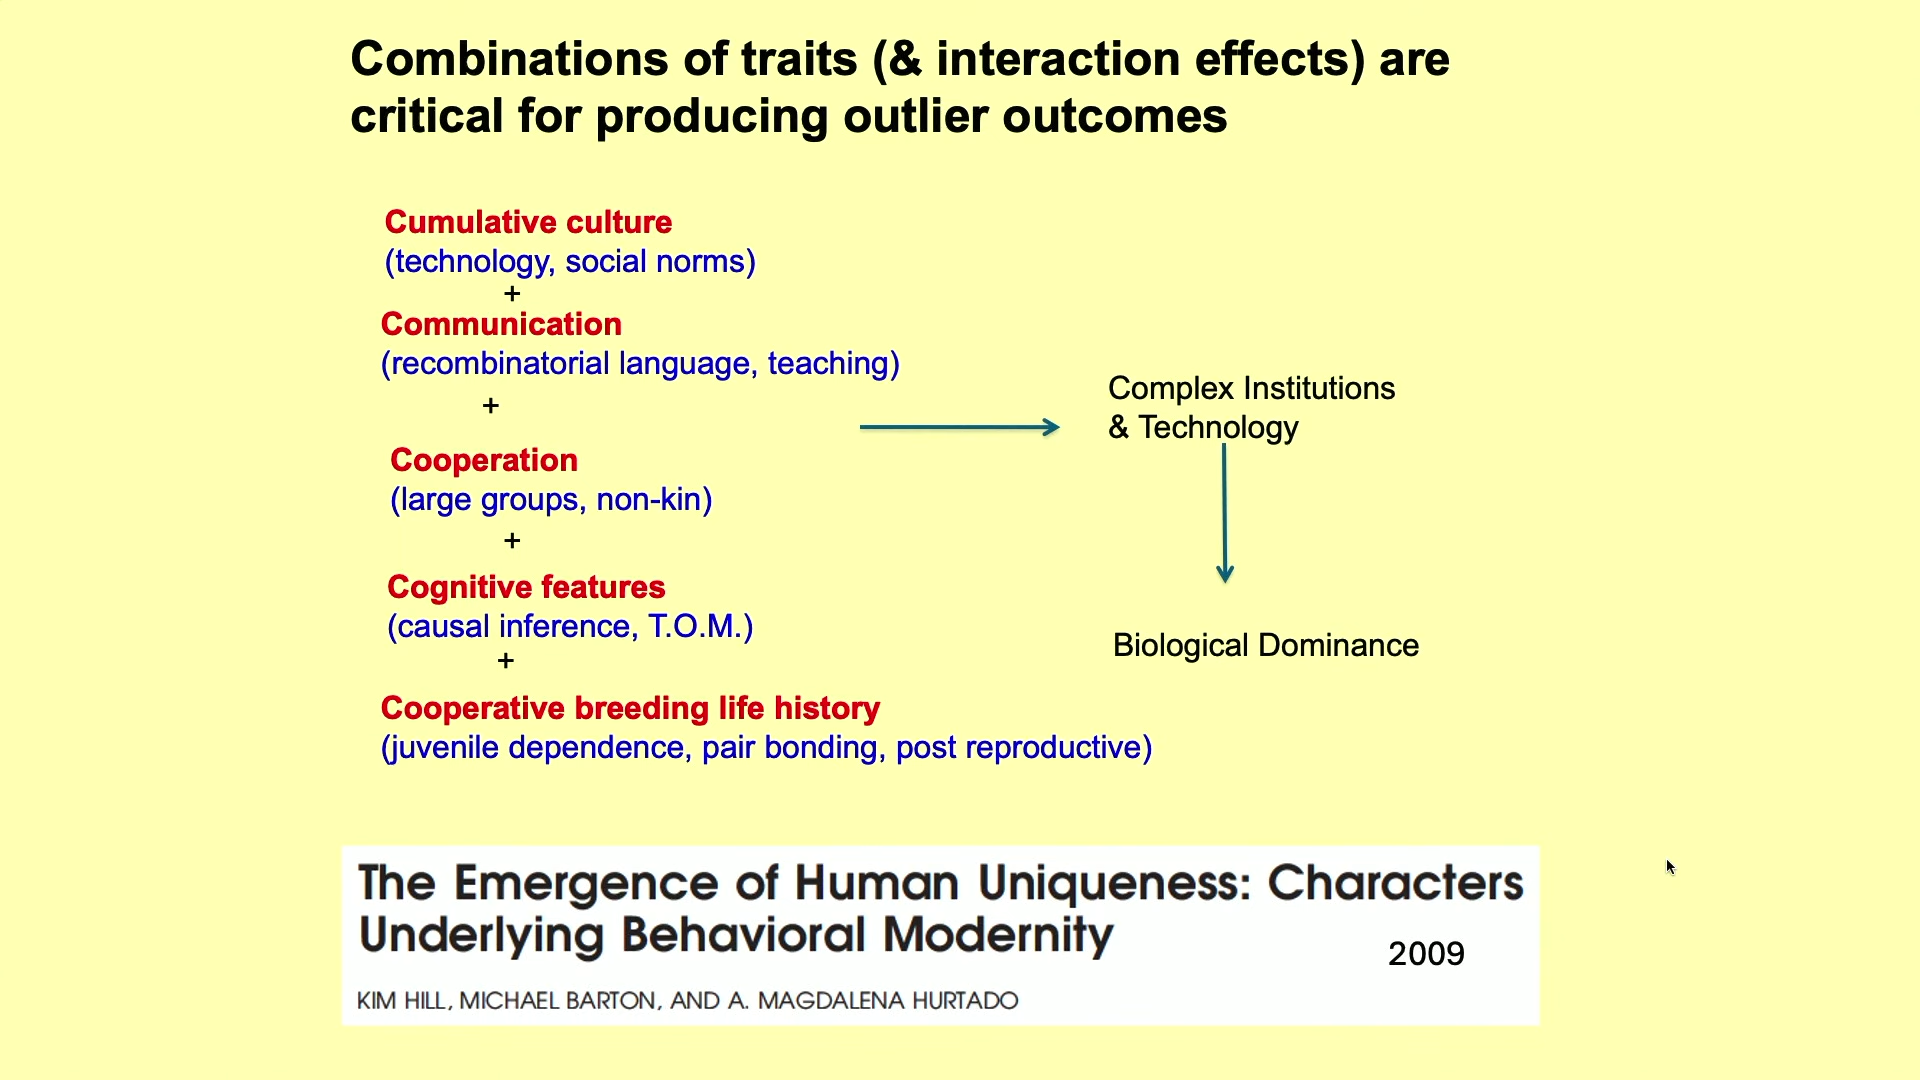 Combinations of traits (& interaction effects) are
critical for producing outlier outcomes
Cumulative culture
(technology, social norms)
+
Communication
(recombinatorial language, teaching)
+
Cooperation
(large groups, non-kin)
+
Cognitive features
(causal inference, T.O.M.)
+
Cooperative breeding life history
(juvenile dependence, pair bonding, post reproductive)
Complex Institutions
& Technology
Biological Dominance
The Emergence of Human Uniqueness: Characters
Underlying Behavioral Modernity
2009
KIM HILL, MICHAEL BARTON, AND A. MAGDALENA HURTADO